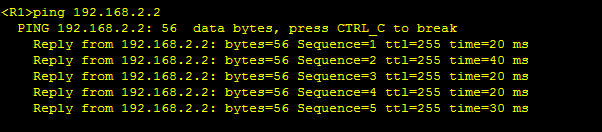 <R1>ping 192.168.2.2
PING 192.168.2.2: 56  data bytes, press CTRL_C to break
Reply from 192.168.2.2: bytes=56 Sequence=1 ttl=255 time=20 ms
Reply from 192.168.2.2: bytes=56 Sequence=2 ttl=255 time=40 ms
Reply from 192.168.2.2: bytes=56 Sequence=3 ttl=255 time=20 ms
Reply from 192.168.2.2: bytes=56 Sequence=4 ttl=255 time=20 ms
Reply from 192.168.2.2: bytes=56 Sequence=5 ttl=255 time=30 ms